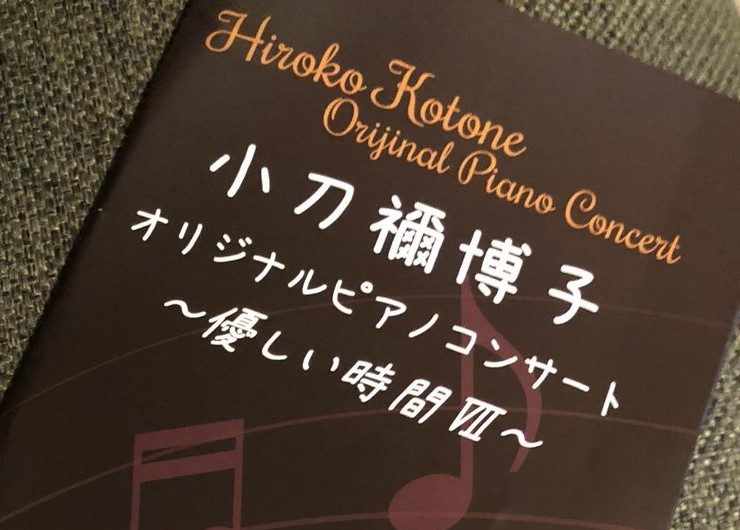 Hiroko Kotone
Orijinal Piano Concert
小刀禰博子
オリジナルピアノコンサート
～優しい時間Ⅶ～